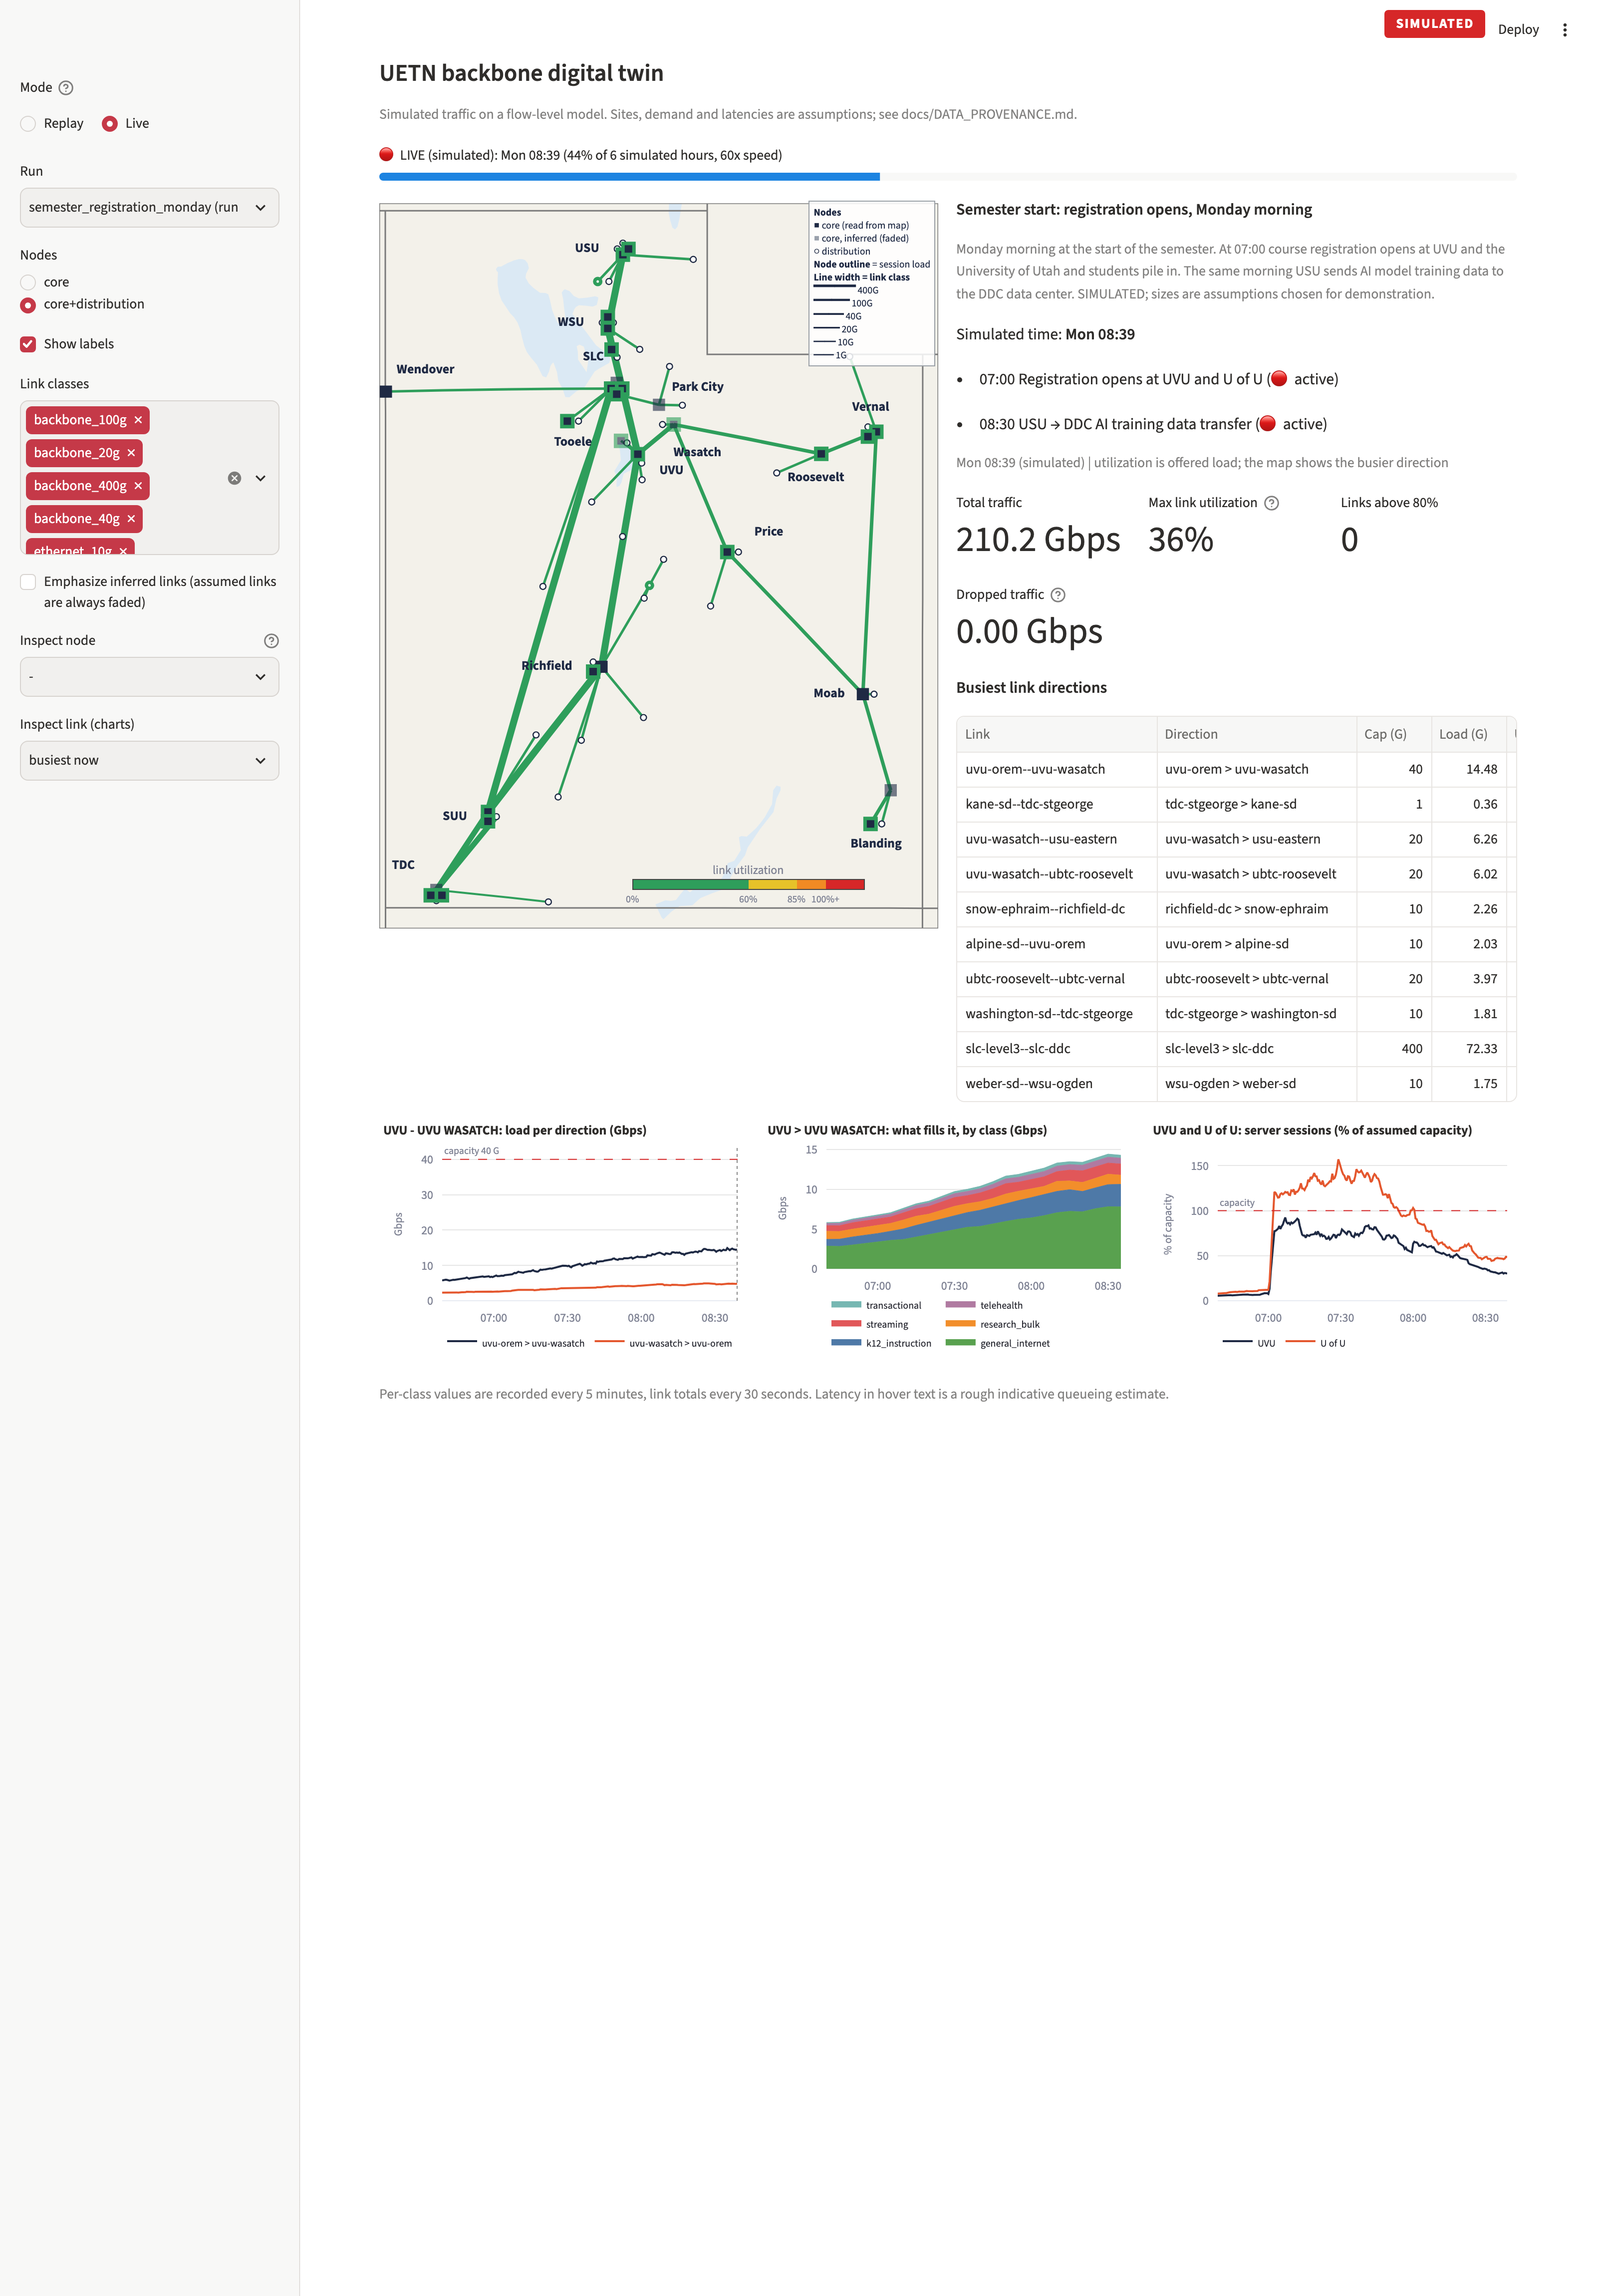 SIMULATED
Deploy
Mode
Replay
Live
Run
semester_registration_monday (run
Nodes
core
core+distribution
Show labels
Link classes
backbone_100g ×
backbone_20g ×
backbone_400g ×
backbone_40g ×
ethernet_10g ×
Emphasize inferred links (assumed links
are always faded)
Inspect node
-
Inspect link (charts)
busiest now
UETN backbone digital twin
Simulated traffic on a flow-level model. Sites, demand and latencies are assumptions; see docs/DATA_PROVENANCE.md.
LIVE (simulated): Mon 08:39 (44% of 6 simulated hours, 60x speed)
Nodes
core (read from map)
core, inferred (faded)
distribution
Node outline = session load
Line width = link class
400G
100G
40G
20G
10G
1G
USU
WSU
SLC
Wendover
Park City
Vernal
Tooele
Wasatch
UVU
Roosevelt
Price
Richfield
Moab
SUU
Blanding
TDC
link utilization
0%
60%
85%
100%+
Semester start: registration opens, Monday morning
Monday morning at the start of the semester. At 07:00 course registration opens at UVU and the
University of Utah and students pile in. The same morning USU sends AI model training data to
the DDC data center. SIMULATED; sizes are assumptions chosen for demonstration.
Simulated time: Mon 08:39
• 07:00 Registration opens at UVU and U of U (🔴 active)
• 08:30 USU → DDC AI training data transfer (🔴 active)
Mon 08:39 (simulated) | utilization is offered load; the map shows the busier direction
Total traffic
210.2 Gbps
Max link utilization
36%
Links above 80%
0
Dropped traffic
0.00 Gbps
Busiest link directions
Link Direction Cap (G) Load (G)
uvu-orem--uvu-wasatch uvu-orem > uvu-wasatch 40 14.48
kane-sd--tdc-stgeorge tdc-stgeorge > kane-sd 1 0.36
uvu-wasatch--usu-eastern uvu-wasatch > usu-eastern 20 6.26
uvu-wasatch--ubtc-roosevelt uvu-wasatch > ubtc-roosevelt 20 6.02
snow-ephraim--richfield-dc richfield-dc > snow-ephraim 10 2.26
alpine-sd--uvu-orem uvu-orem > alpine-sd 10 2.03
ubtc-roosevelt--ubtc-vernal ubtc-roosevelt > ubtc-vernal 20 3.97
washington-sd--tdc-stgeorge tdc-stgeorge > washington-sd 10 1.81
slc-level3--slc-ddc slc-level3 > slc-ddc 400 72.33
weber-sd--wsu-ogden wsu-ogden > weber-sd 10 1.75
UVU - UVU WASATCH: load per direction (Gbps)
capacity 40 G
40
30
20
10
0
Gbps
07:00 07:30 08:00 08:30
uvu-orem > uvu-wasatch
uvu-wasatch > uvu-orem
UVU > UVU WASATCH: what fills it, by class (Gbps)
15
10
5
0
Gbps
07:00 07:30 08:00 08:30
transactional telehealth
streaming research_bulk
k12_instruction general_internet
UVU and U of U: server sessions (% of assumed capacity)
150
100
50
0
capacity
% of capacity
07:00 07:30 08:00 08:30
UVU
U of U
Per-class values are recorded every 5 minutes, link totals every 30 seconds. Latency in hover text is a rough indicative queueing estimate.